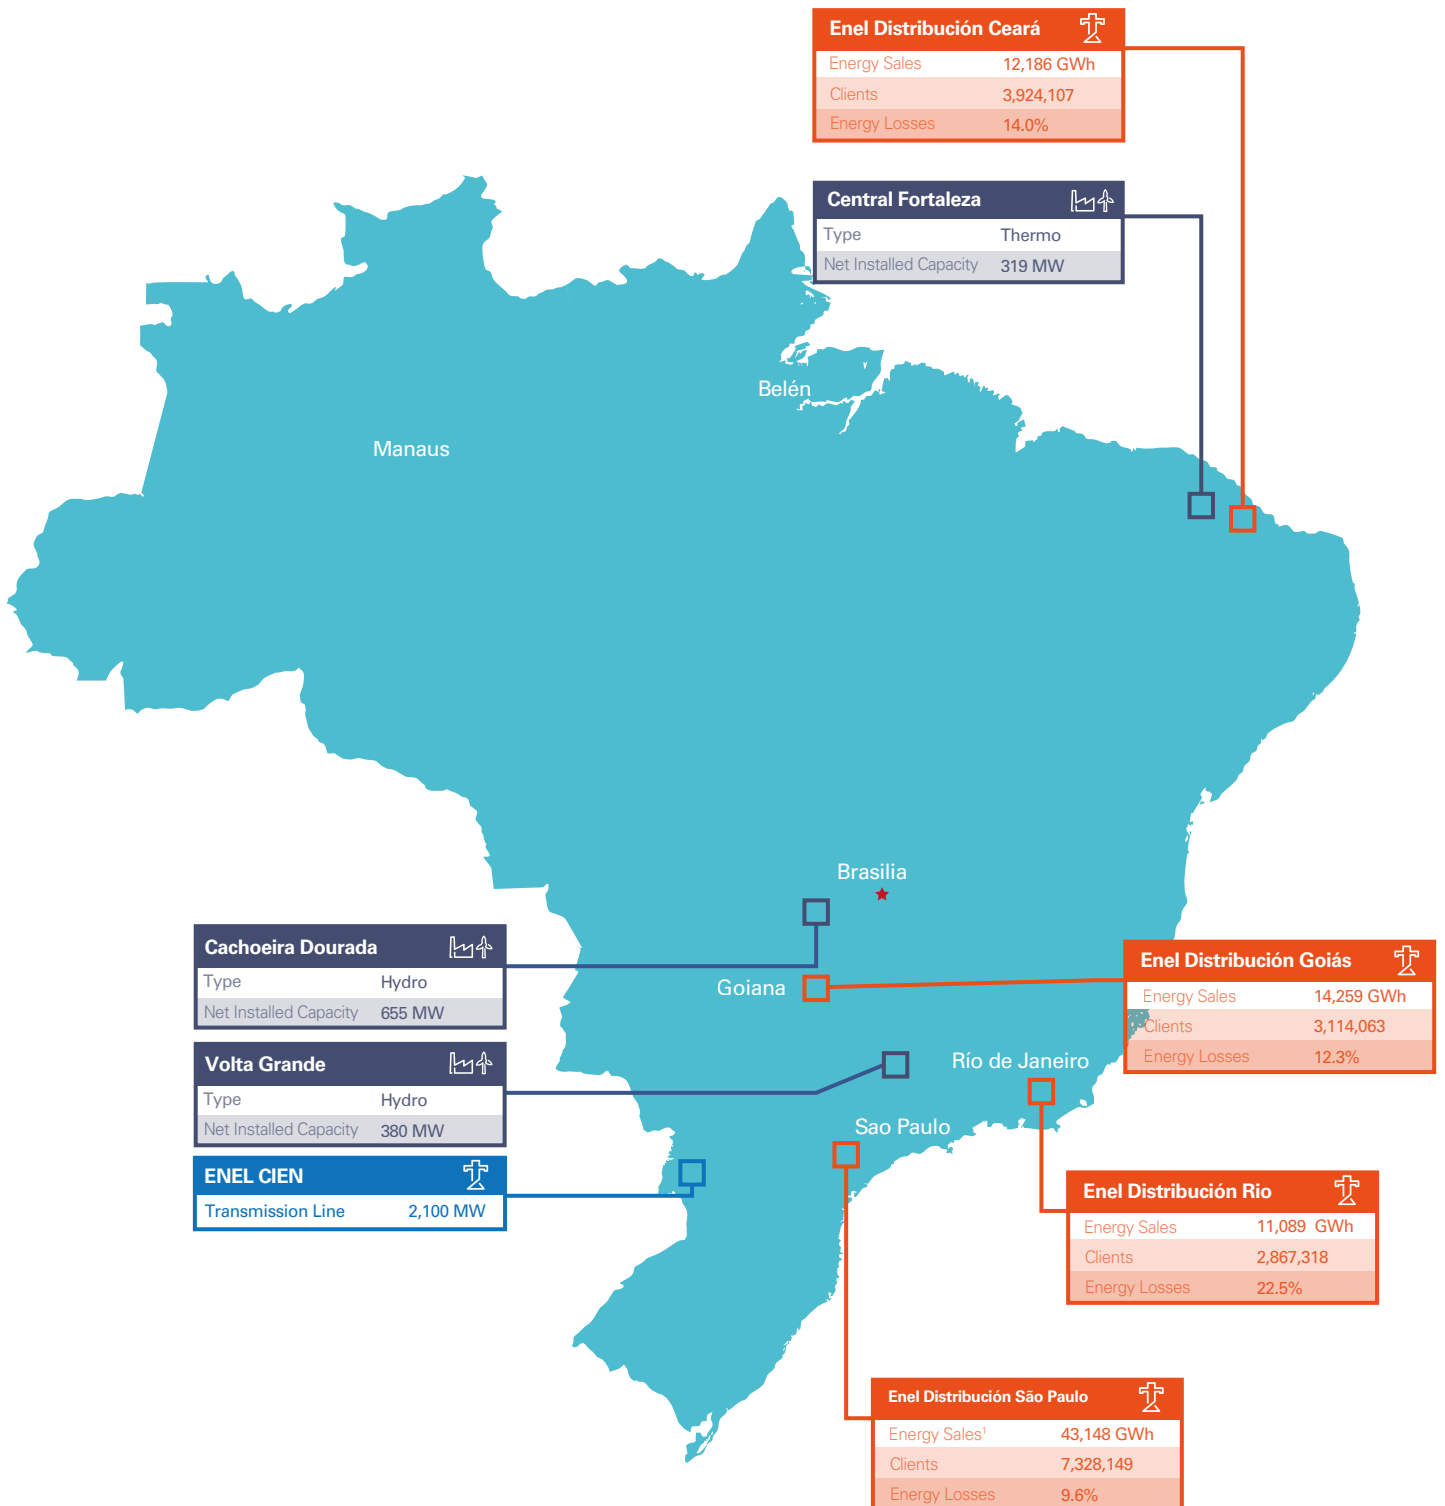 Enel Distribución Ceará
Energy Sales 12,186 GWh
Clients 3,924,107
Energy Losses 14.0%
Central Fortaleza
Type Thermo
Net Installed Capacity 319 MW
Belén
Manaus
Brasilia
Cachoeira Dourada
Type Hydro
Net Installed Capacity 655 MW
Goiana
Enel Distribución Goiás
Energy Sales 14,259 GWh
Clients 3,114,063
Energy Losses 12.3%
Volta Grande
Type Hydro
Net Installed Capacity 380 MW
Río de Janeiro
Sao Paulo
ENEL CIEN
Transmission Line 2,100 MW
Enel Distribución Rio
Energy Sales 11,089 GWh
Clients 2,867,318
Energy Losses 22.5%
Enel Distribución São Paulo
Energy Sales¹ 43,148 GWh
Clients 7,328,149
Energy Losses 9.6%